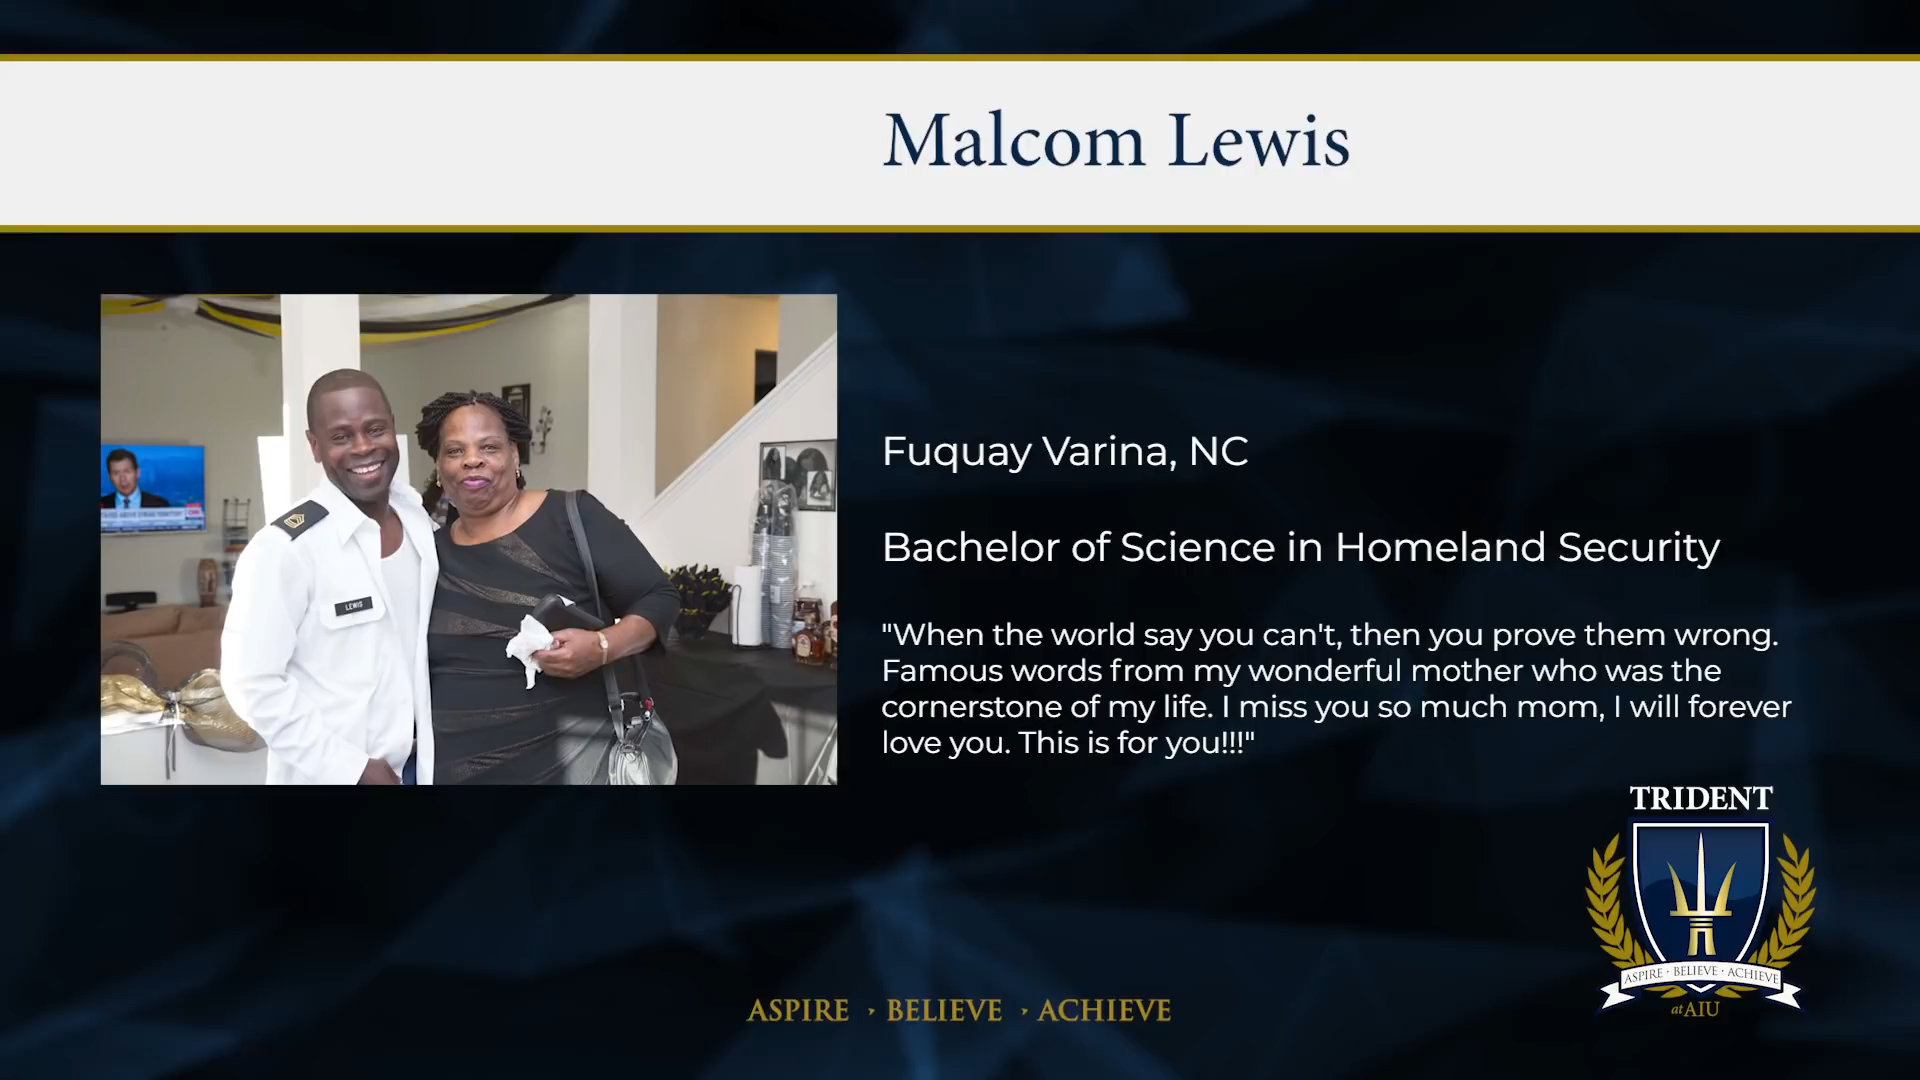 Malcom Lewis
LEWIS
Fuquay Varina, NC
Bachelor of Science in Homeland Security
"When the world say you can't, then you prove them wrong.
Famous words from my wonderful mother who was the
cornerstone of my life. I miss you so much mom, I will forever
love you. This is for you!!!"
TRIDENT
ASPIRE · BELIEVE · ACHIEVE
at AIU
ASPIRE · BELIEVE · ACHIEVE